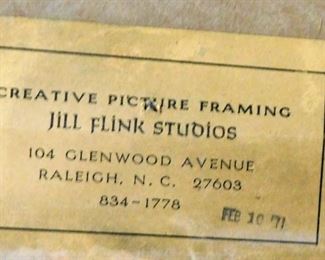 CREATIVE PICTURE FRAMING
JILL FLINK STUDIOS
104 GLENWOOD AVENUE
RALEIGH, N. C. 27603
834-1778
FEB 10 '71